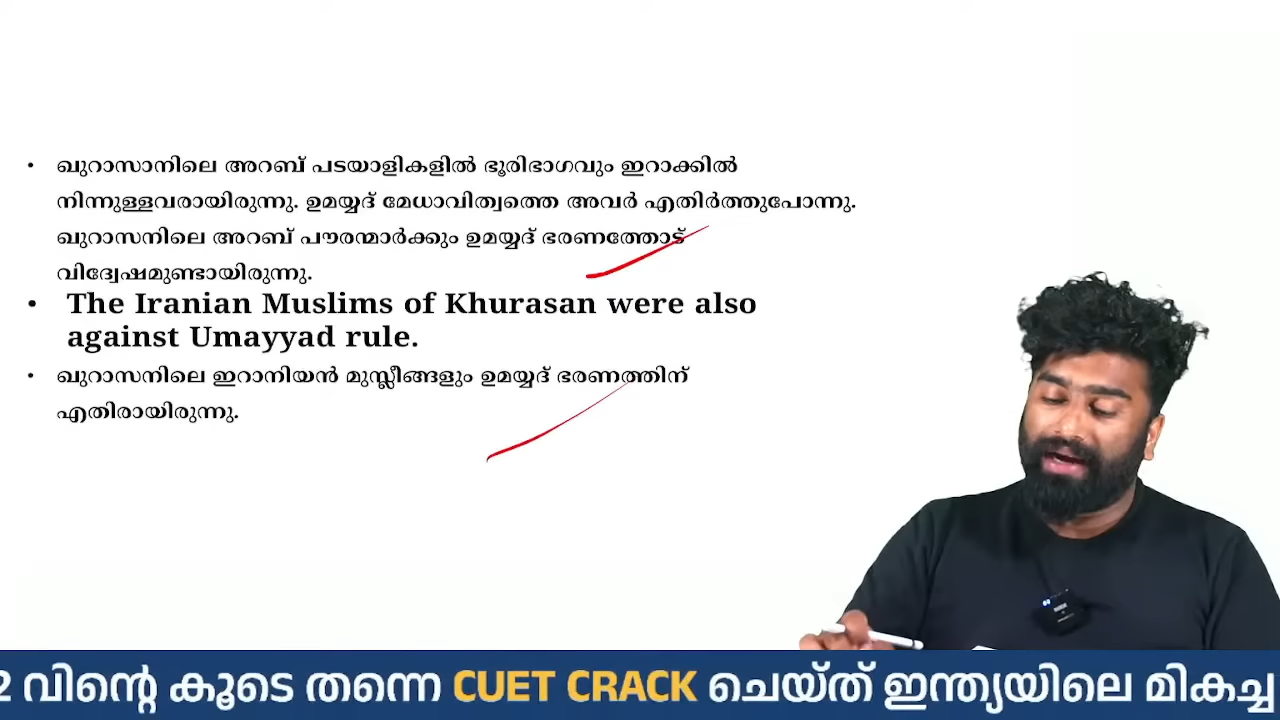 • ഖുറാസാനിലെ അറബ് പടയാളികളിൽ ഭൂരിഭാഗവും ഇറാക്കിൽ
നിന്നുള്ളവരായിരുന്നു. ഉമയ്യദ് മേധാവിത്വത്തെ അവർ എതിർത്തുപോന്നു.
ഖുറാസനിലെ അറബ് പൗരന്മാർക്കും ഉമയ്യദ് ഭരണത്തോട്
വിദ്വേഷമുണ്ടായിരുന്നു.
• The Iranian Muslims of Khurasan were also
against Umayyad rule.
• ഖുറാസനിലെ ഇറാനിയൻ മുസ്ലീങ്ങളും ഉമയ്യദ് ഭരണത്തിന്
എതിരായിരുന്നു.
2 വിന്റെ കൂടെ തന്നെ CUET CRACK ചെയ്ത് ഇന്ത്യയിലെ മികച്ച